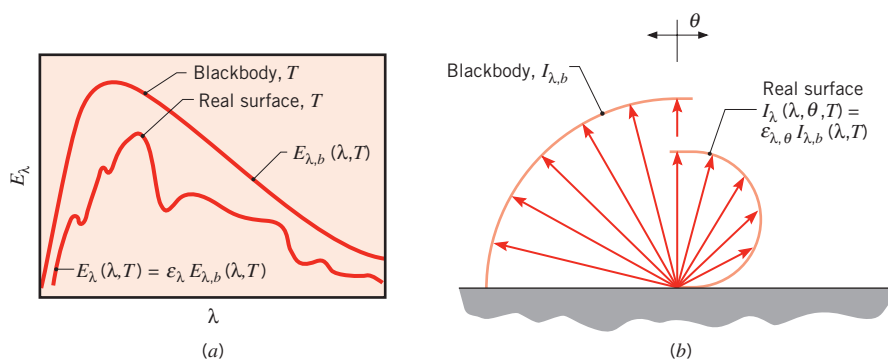 Blackbody, T
Real surface, T
E_λ,b (λ,T)
E_λ
E_λ (λ,T) = ε_λ E_λ,b (λ,T)
λ
(a)
θ
Blackbody, I_λ,b
Real surface
I_λ (λ, θ, T) =
ε_λ, θ I_λ,b (λ,T)
(b)